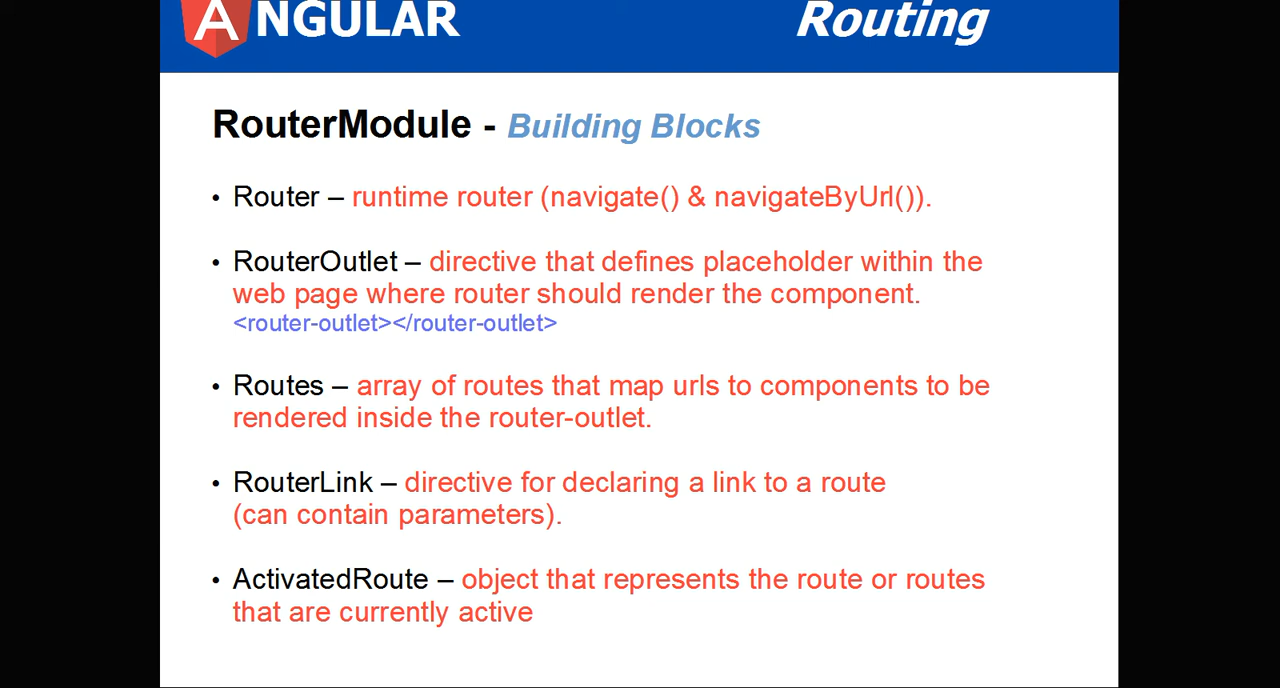 ANGULAR
Routing
RouterModule - Building Blocks
• Router – runtime router (navigate() & navigateByUrl()).
• RouterOutlet – directive that defines placeholder within the
web page where router should render the component.
<router-outlet></router-outlet>
• Routes – array of routes that map urls to components to be
rendered inside the router-outlet.
• RouterLink – directive for declaring a link to a route
(can contain parameters).
• ActivatedRoute – object that represents the route or routes
that are currently active